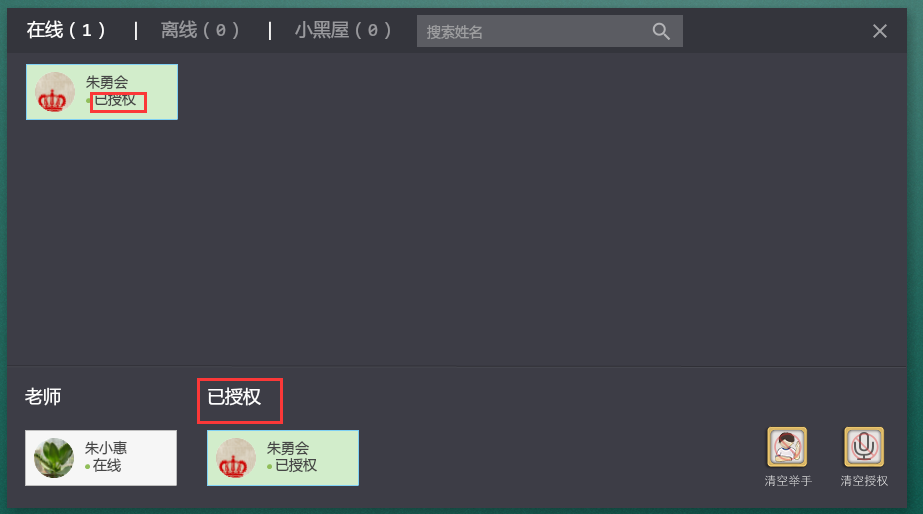 在线（1） | 离线（0） | 小黑屋（0） 搜索姓名
朱勇会
已授权
老师 已授权
朱小惠 朱勇会
在线 已授权
清空举手 清空授权